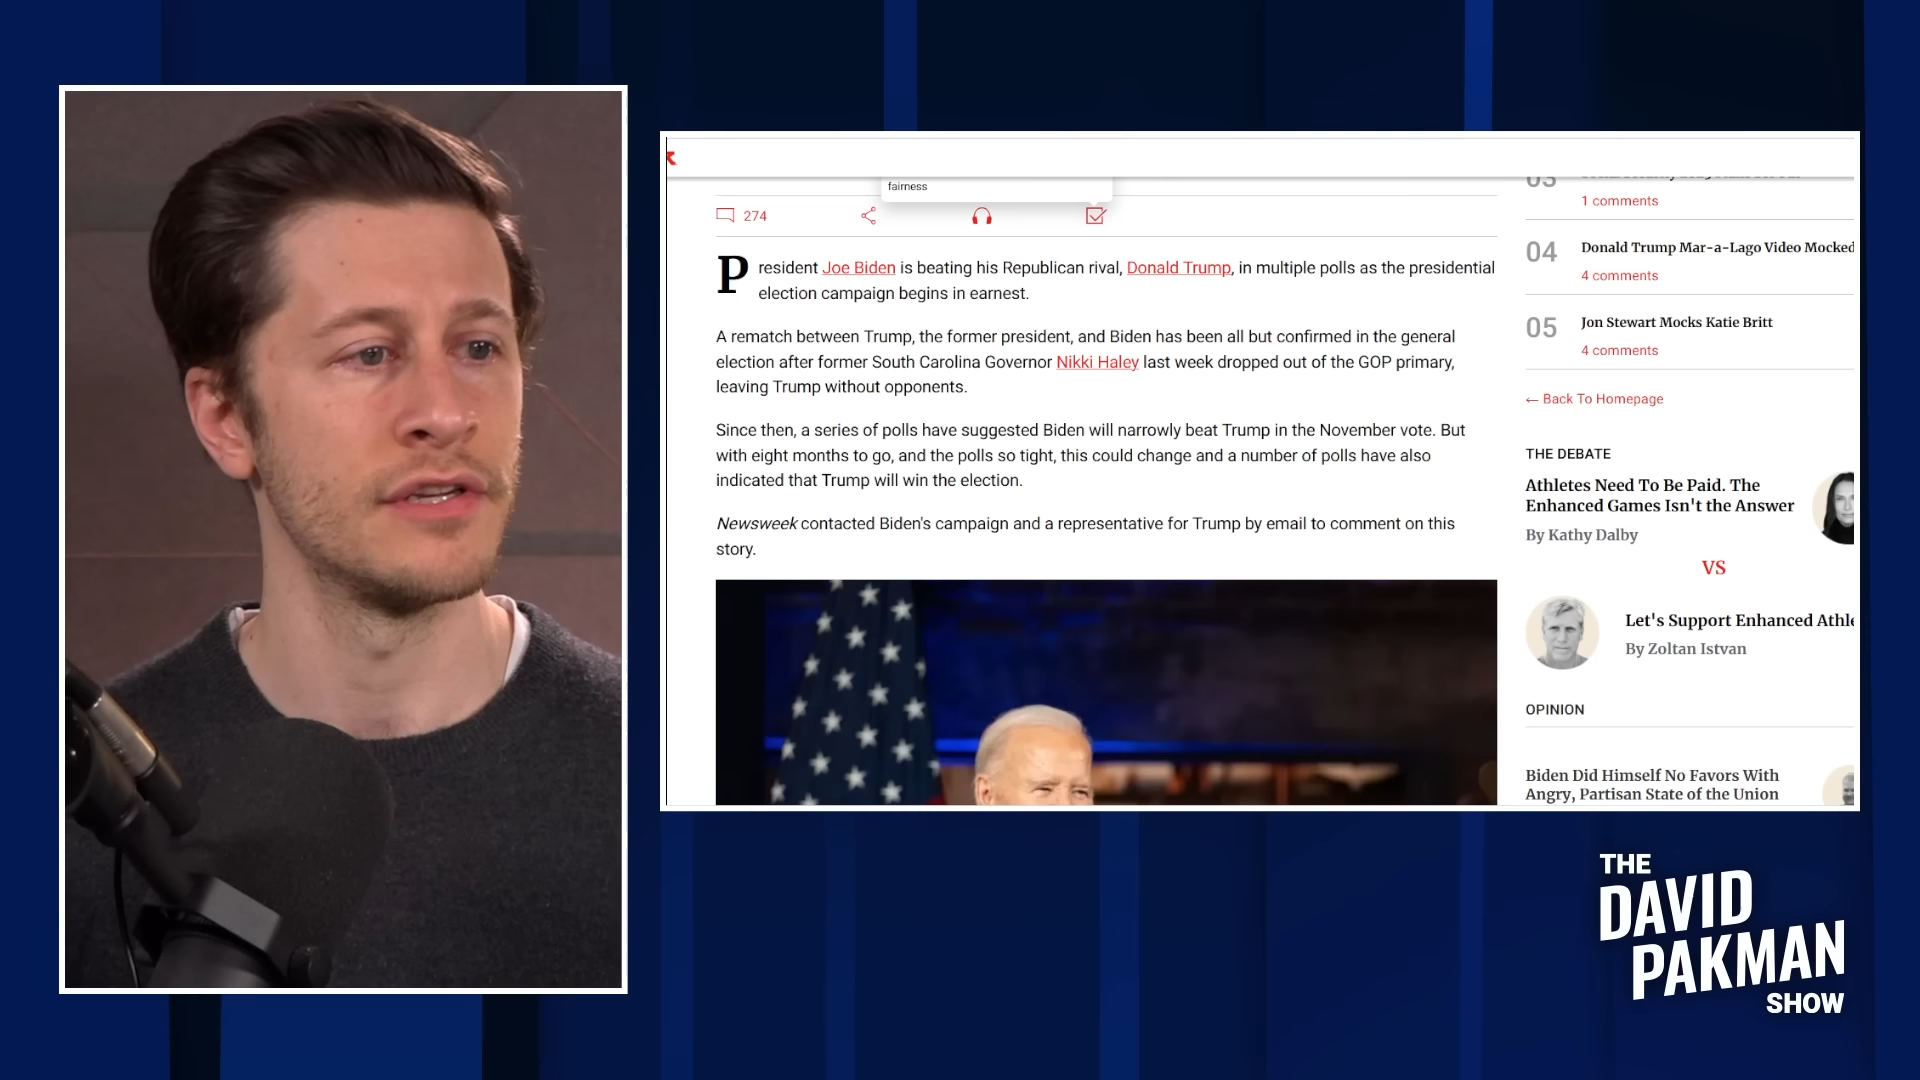 fairness
274
President Joe Biden is beating his Republican rival, Donald Trump, in multiple polls as the presidential
election campaign begins in earnest.
A rematch between Trump, the former president, and Biden has been all but confirmed in the general
election after former South Carolina Governor Nikki Haley last week dropped out of the GOP primary,
leaving Trump without opponents.
Since then, a series of polls have suggested Biden will narrowly beat Trump in the November vote. But
with eight months to go, and the polls so tight, this could change and a number of polls have also
indicated that Trump will win the election.
Newsweek contacted Biden's campaign and a representative for Trump by email to comment on this
story.
03
1 comments
04
Donald Trump Mar-a-Lago Video Mocked
4 comments
05
Jon Stewart Mocks Katie Britt
4 comments
← Back To Homepage
THE DEBATE
Athletes Need To Be Paid. The
Enhanced Games Isn't the Answer
By Kathy Dalby
VS
Let's Support Enhanced Athle
By Zoltan Istvan
OPINION
Biden Did Himself No Favors With
Angry, Partisan State of the Union
THE
DAVID
PAKMAN
SHOW